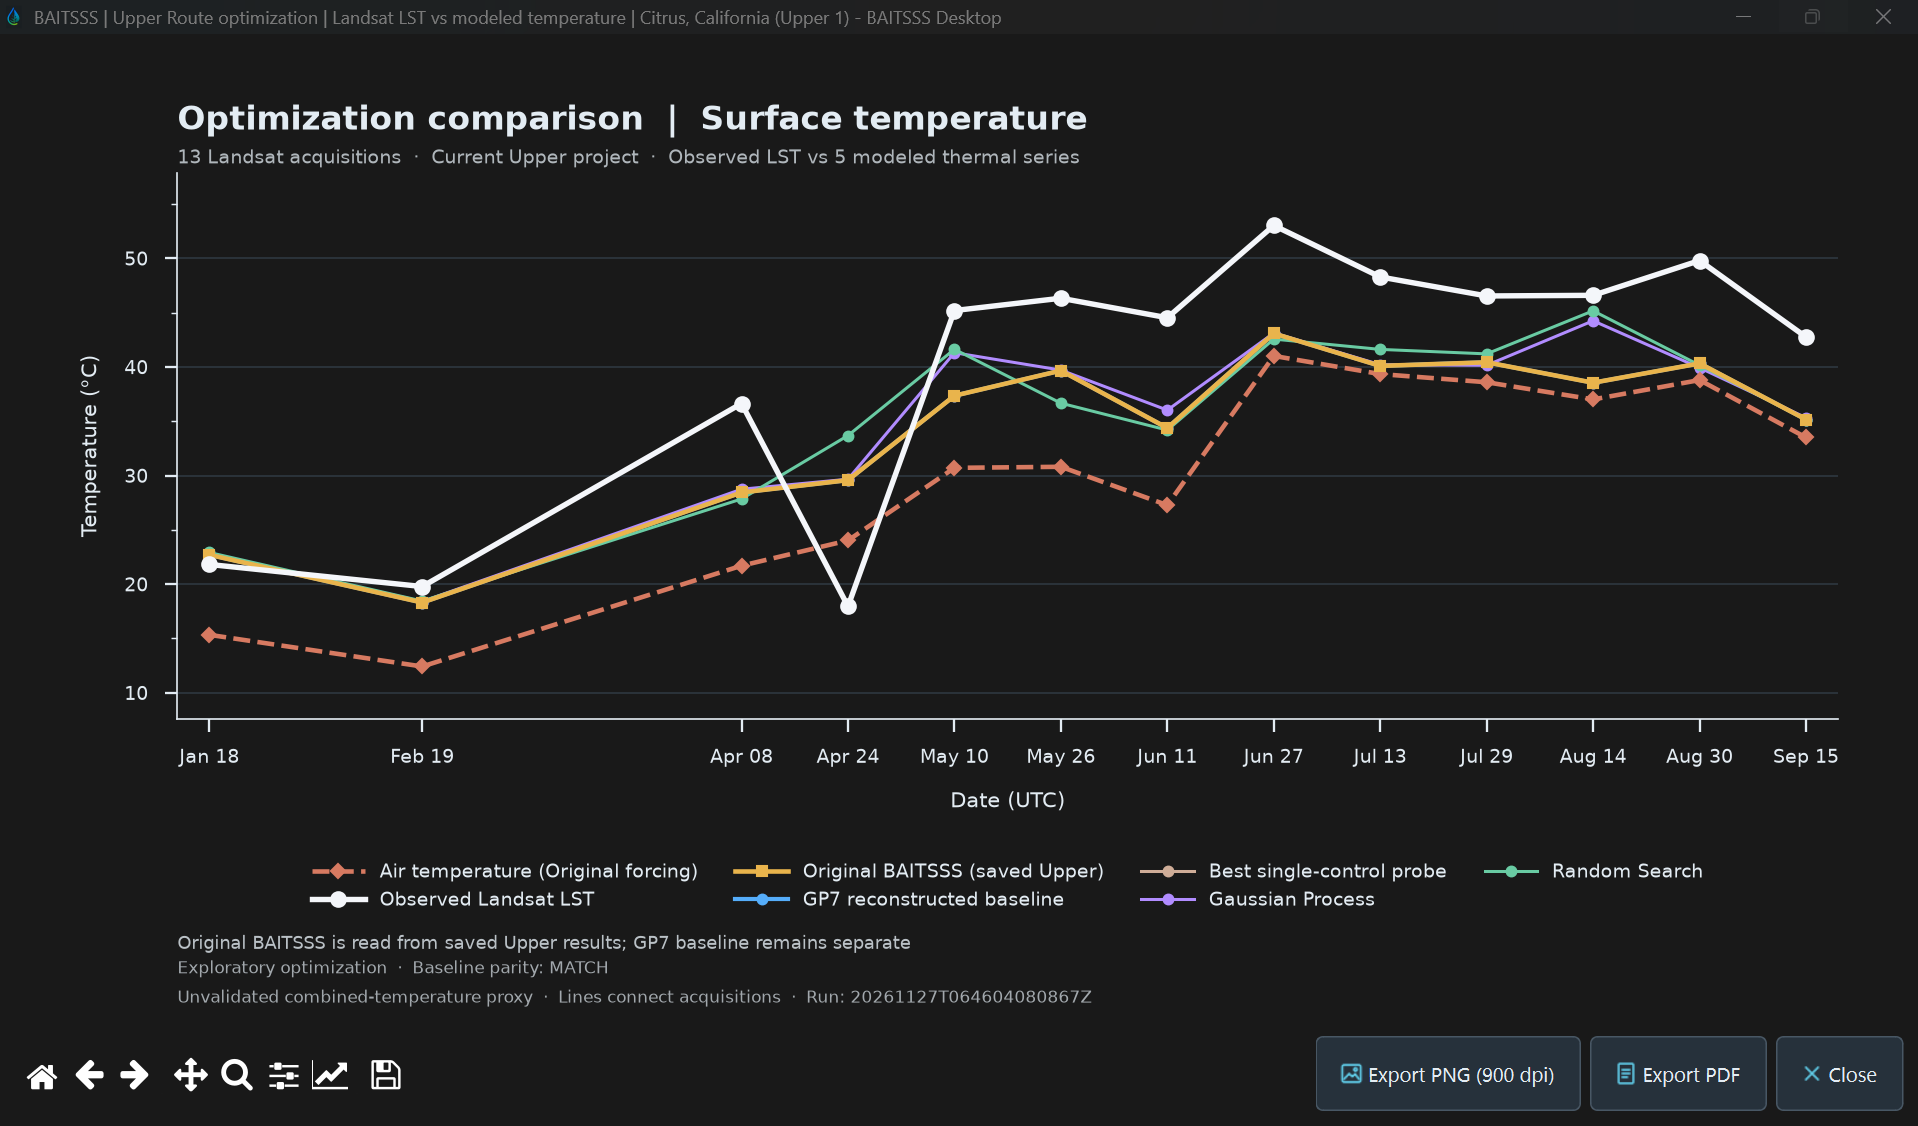 BAITSSS | Upper Route optimization | Landsat LST vs modeled temperature | Citrus, California (Upper 1) - BAITSSS Desktop
Optimization comparison | Surface temperature
13 Landsat acquisitions · Current Upper project · Observed LST vs 5 modeled thermal series
Temperature (°C)
50
40
30
20
10
Jan 18 Feb 19 Apr 08 Apr 24 May 10 May 26 Jun 11 Jun 27 Jul 13 Jul 29 Aug 14 Aug 30 Sep 15
Date (UTC)
Air temperature (Original forcing) Original BAITSSS (saved Upper) Best single-control probe Random Search
Observed Landsat LST GP7 reconstructed baseline Gaussian Process
Original BAITSSS is read from saved Upper results; GP7 baseline remains separate
Exploratory optimization · Baseline parity: MATCH
Unvalidated combined-temperature proxy · Lines connect acquisitions · Run: 20261127T064604080867Z
Export PNG (900 dpi) Export PDF Close